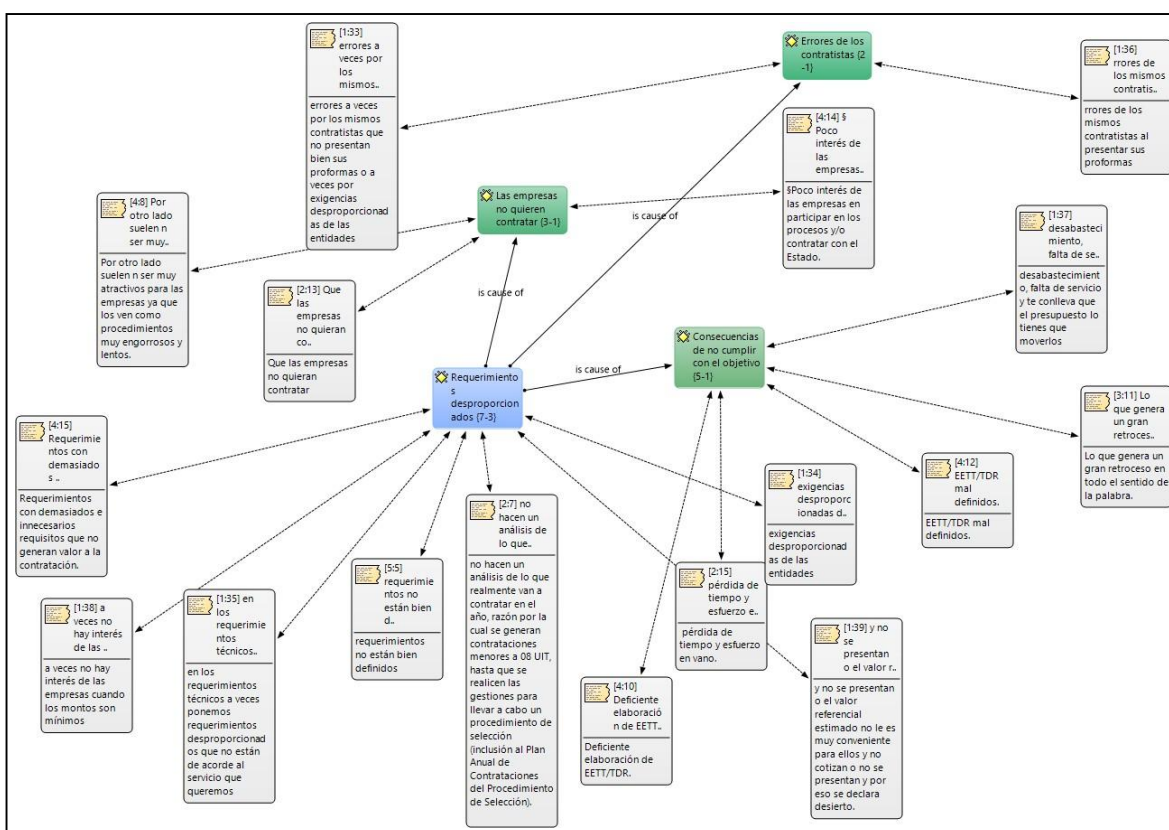 [1:33]
errores a veces
por los
mismos..
errores a veces
por los mismos
contratistas que
no presentan
bien sus
proformas o a
veces por
exigencias
desproporcionad
as de las
entidades
Errores de los
contratistas {2
-1}
[1:36]
rrores de
los mismos
contratis..
rrores de los
mismos
contratistas al
presentar sus
proformas
[4:14] §
Poco
interés de
las
empresas..
§Poco interés de
las empresas en
participar en los
procesos y/o
contratar con el
Estado.
Las empresas
no quieren
contratar {3-1}
[4:8] Por
otro lado
suelen n
ser muy..
Por otro lado
suelen n ser muy
atractivos para las
empresas ya que
los ven como
procedimientos
muy engorrosos y
lentos.
is cause of
[1:37]
desabasteci
miento,
falta de se..
desabastecimient
o, falta de servicio
y te conlleva que
el presupuesto lo
tienes que
moverlos
[2:13] Que
las
empresas
no quieran
co..
Que las empresas
no quieran
contratar
is cause of
Consecuencias
de no cumplir
con el objetivo
{5-1}
is cause of
Requerimiento
s
desproporcion
ados {7-3}
[3:11] Lo
que genera
un gran
retroces..
Lo que genera un
gran retroceso en
todo el sentido de
la palabra.
[4:15]
Requerimie
ntos con
demasiados
..
Requerimientos
con demasiados e
innecesarios
requisitos que no
generan valor a la
contratación.
[4:12]
EETT/TDR
mal
definidos.
EETT/TDR mal
definidos.
[1:34]
exigencias
desproporc
ionadas d..
exigencias
desproporcionad
as de las
entidades
[2:7] no
hacen un
análisis de
lo que..
no hacen un
análisis de lo que
realmente van a
contratar en el
año, razón por la
cual se generan
contrataciones
menores a 08 UIT,
hasta que se
realicen las
gestiones para
llevar a cabo un
procedimiento de
selección
(inclusión al Plan
Anual de
Contrataciones
del Procedimiento
de Selección).
[5:5]
requerimie
ntos no
están bien
d..
requerimientos
no están bien
definidos
[2:15]
pérdida de
tiempo y
esfuerzo e..
pérdida de
tiempo y esfuerzo
en vano.
[1:38] a
veces no
hay interés
de las ..
a veces no hay
interés de las
empresas cuando
los montos son
mínimos
[1:35] en
los
requerimie
ntos
técnicos..
en los
requerimientos
técnicos a veces
ponemos
requerimientos
desproporcionad
os que no están
de acorde al
servicio que
queremos
[1:39] y no
se
presentan
o el valor r..
y no se presentan
o el valor
referencial
estimado no le es
muy conveniente
para ellos y no
cotizan o no se
presentan y por
eso se declara
desierto.
[4:10]
Deficiente
elaboració
n de EETT..
Deficiente
elaboración de
EETT/TDR.